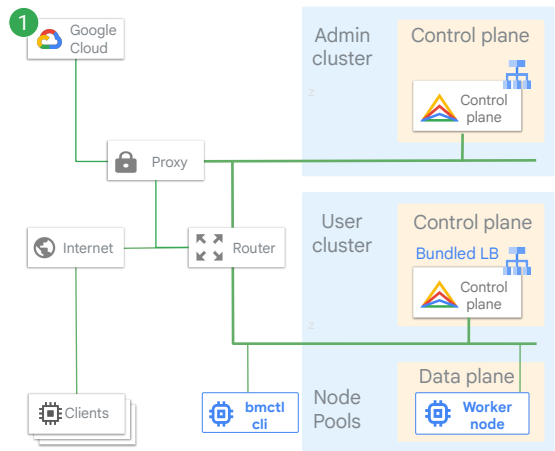 1
Google
Cloud
Admin
cluster
Control plane
z
Control
plane
Proxy
User
cluster
Control plane
Internet
Router
Bundled LB
Control
plane
z
Data plane
Clients
bmctl
cli
Node
Pools
Worker
node